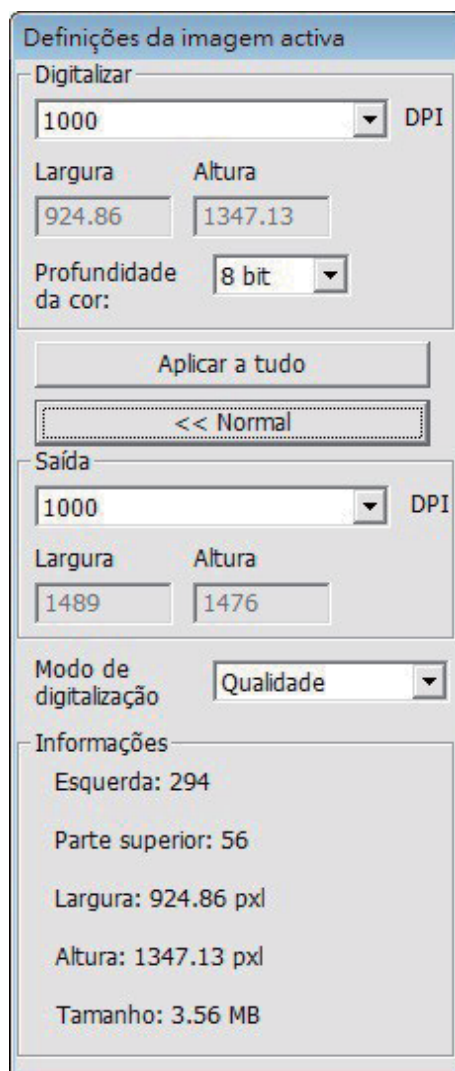 Definições da imagem activa
Digitalizar
1000 DPI
Largura Altura
924.86 1347.13
Profundidade da cor: 8 bit
Aplicar a tudo
<< Normal
Saída
1000 DPI
Largura Altura
1489 1476
Modo de digitalização Qualidade
Informações
Esquerda: 294
Parte superior: 56
Largura: 924.86 pxl
Altura: 1347.13 pxl
Tamanho: 3.56 MB